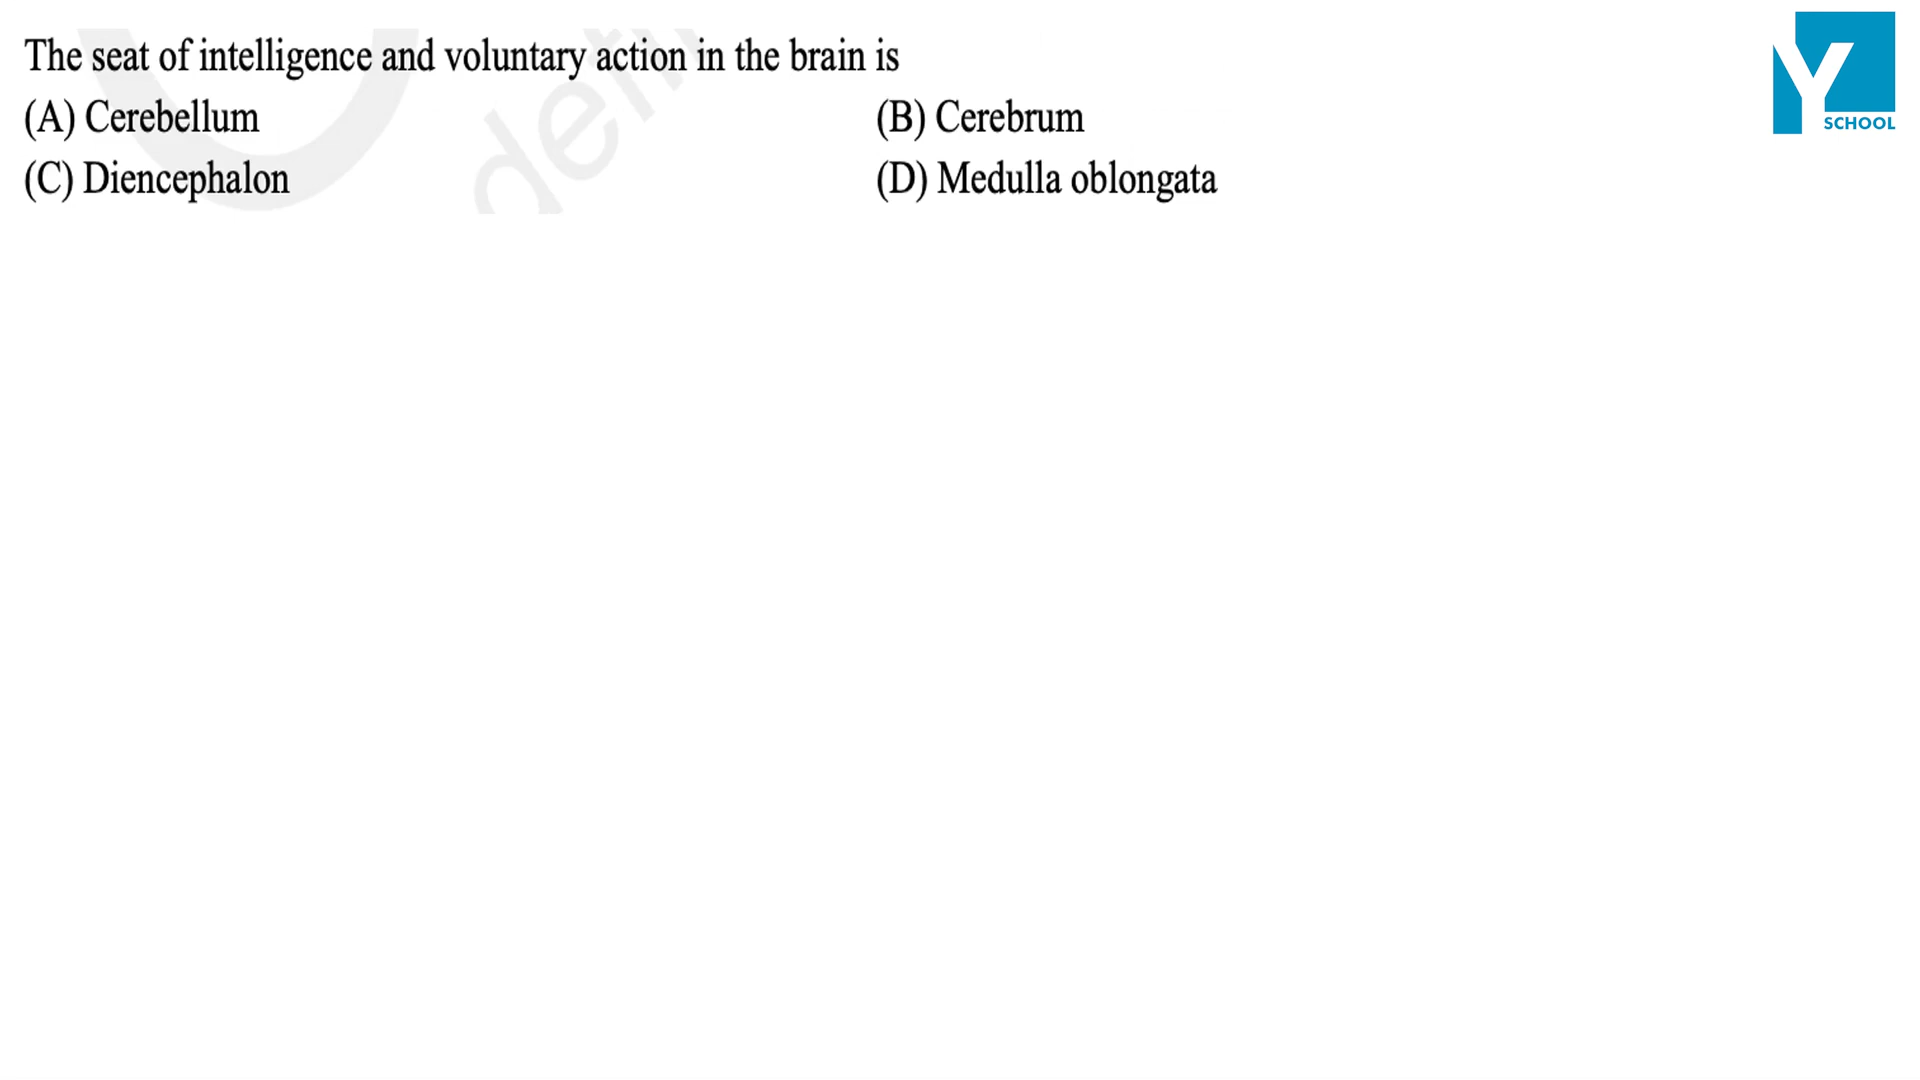 The seat of intelligence and voluntary action in the brain is
(A) Cerebellum (B) Cerebrum
(C) Diencephalon (D) Medulla oblongata
Y
SCHOOL